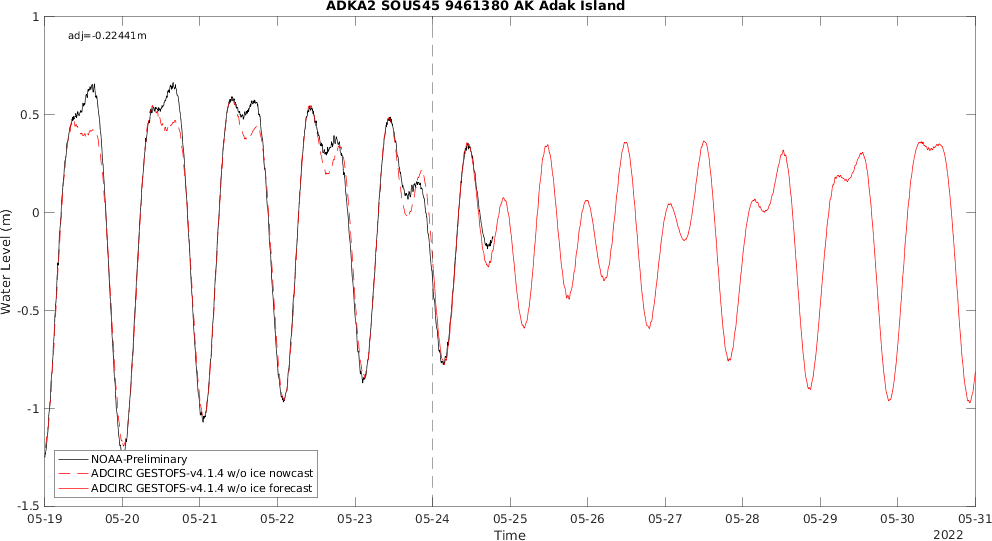 ADKA2 SOUS45 9461380 AK Adak Island
adj=-0.22441m
1
0.5
0
-0.5
-1
-1.5
Water Level (m)
NOAA-Preliminary
ADCIRC GESTOFS-v4.1.4 w/o ice nowcast
ADCIRC GESTOFS-v4.1.4 w/o ice forecast
05-19 05-20 05-21 05-22 05-23 05-24 05-25 05-26 05-27 05-28 05-29 05-30 05-31
Time
2022